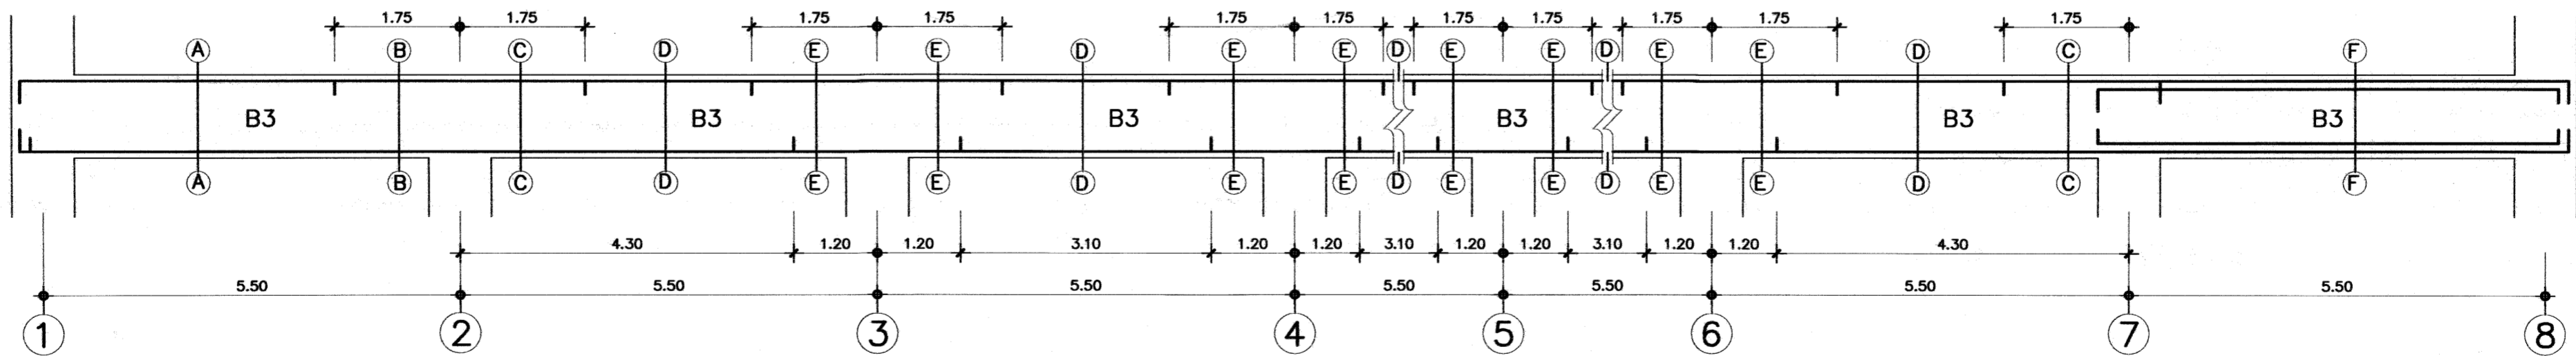 1.75 1.75 1.75 1.75 1.75 1.75 1.75 1.75 1.75 1.75 1.75
A B C D E E D E E D E E D E E D C F
B3 B3 B3 B3 B3 B3
A B C D E E D E E D E E D E E D C F
4.30 1.20 1.20 3.10 1.20 1.20 3.10 1.20 1.20 3.10 1.20 1.20 4.30
5.50 5.50 5.50 5.50 5.50 5.50 5.50
1 2 3 4 5 6 7 8